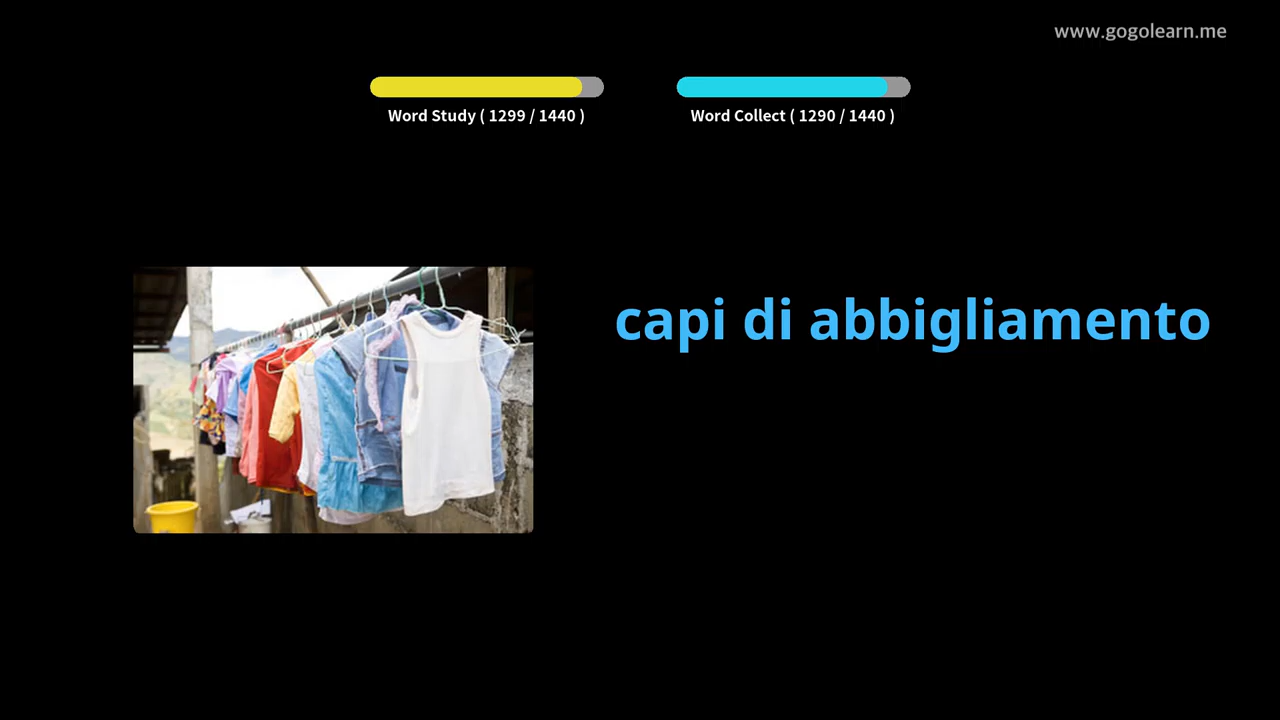 www.gogolearn.me
Word Study ( 1299 / 1440 )
Word Collect ( 1290 / 1440 )
capi di abbigliamento